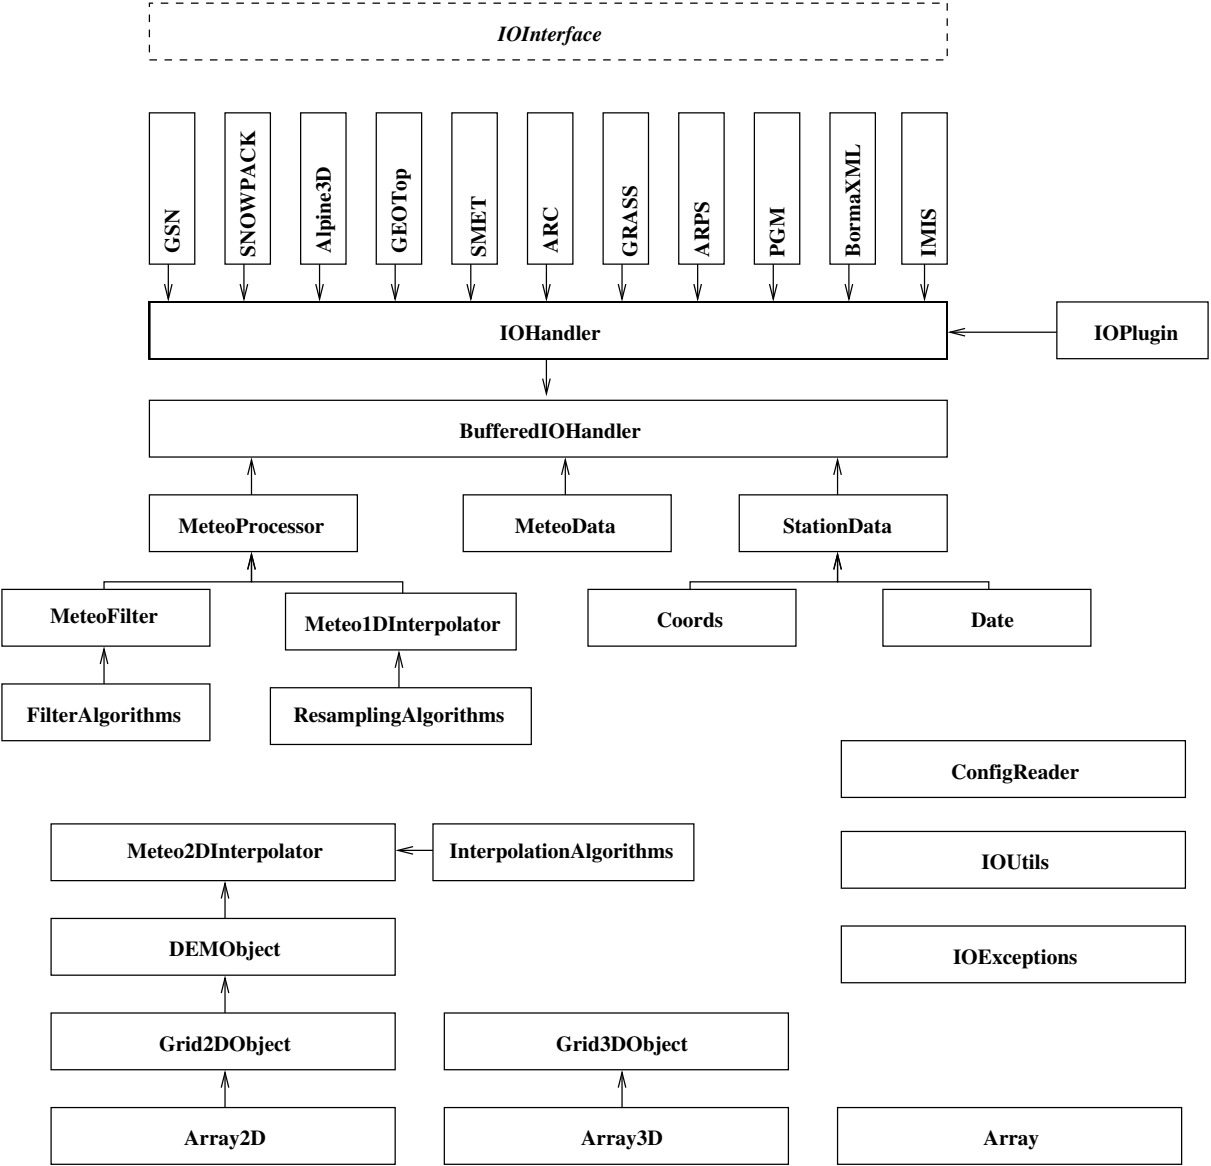 IOInterface
GSN
SNOWPACK
Alpine3D
GEOTop
SMET
ARC
GRASS
ARPS
PGM
BormaXML
IMIS
IOHandler
IOPlugin
BufferedIOHandler
MeteoProcessor
MeteoData
StationData
MeteoFilter
Meteo1DInterpolator
Coords
Date
FilterAlgorithms
ResamplingAlgorithms
ConfigReader
Meteo2DInterpolator
InterpolationAlgorithms
IOUtils
DEMObject
IOExceptions
Grid2DObject
Grid3DObject
Array2D
Array3D
Array